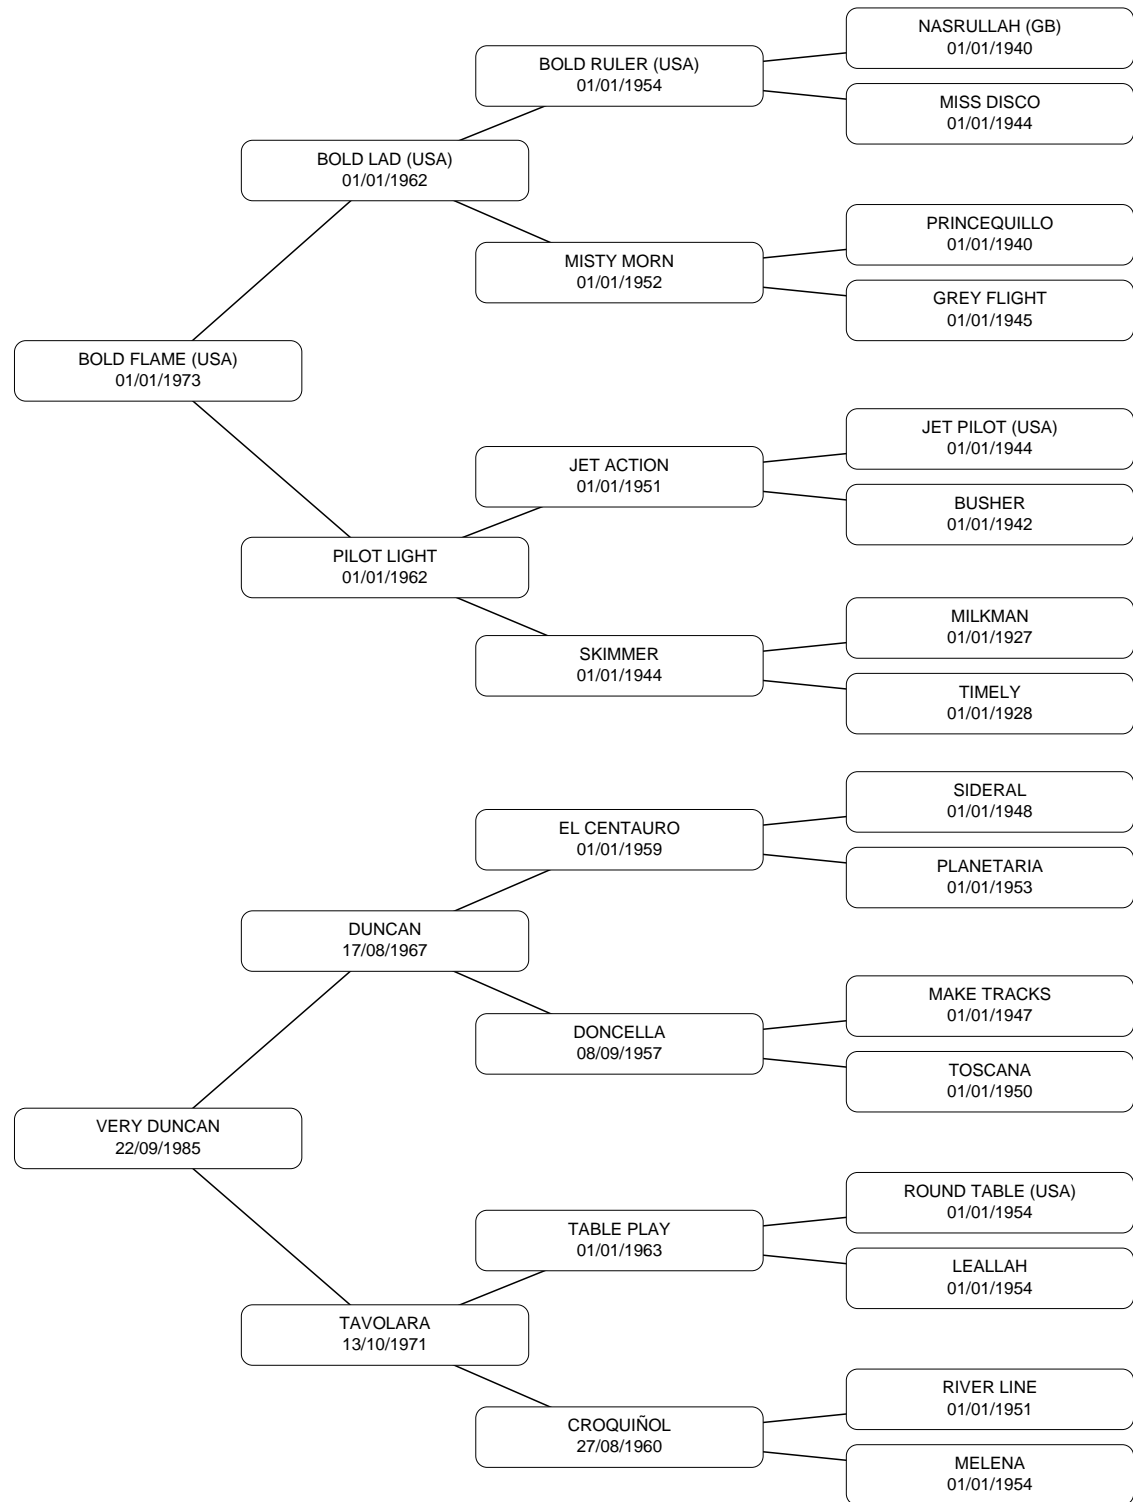 NASRULLAH (GB)
01/01/1940
BOLD RULER (USA)
01/01/1954
MISS DISCO
01/01/1944
BOLD LAD (USA)
01/01/1962
PRINCEQUILLO
01/01/1940
MISTY MORN
01/01/1952
GREY FLIGHT
01/01/1945
BOLD FLAME (USA)
01/01/1973
JET PILOT (USA)
01/01/1944
JET ACTION
01/01/1951
BUSHER
01/01/1942
PILOT LIGHT
01/01/1962
MILKMAN
01/01/1927
SKIMMER
01/01/1944
TIMELY
01/01/1928
SIDERAL
01/01/1948
EL CENTAURO
01/01/1959
PLANETARIA
01/01/1953
DUNCAN
17/08/1967
MAKE TRACKS
01/01/1947
DONCELLA
08/09/1957
TOSCANA
01/01/1950
VERY DUNCAN
22/09/1985
ROUND TABLE (USA)
01/01/1954
TABLE PLAY
01/01/1963
LEALLAH
01/01/1954
TAVOLARA
13/10/1971
RIVER LINE
01/01/1951
CROQUIÑOL
27/08/1960
MELENA
01/01/1954